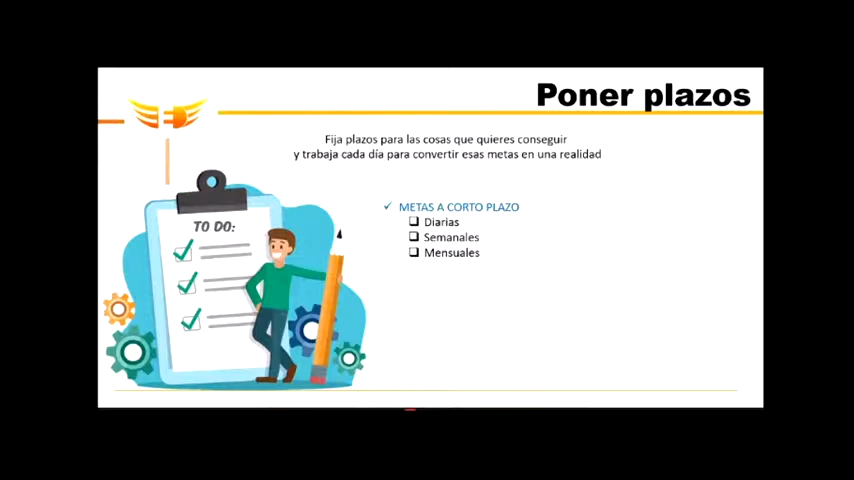 Poner plazos
Fija plazos para las cosas que quieres conseguir
y trabaja cada día para convertir esas metas en una realidad
TO DO:
METAS A CORTO PLAZO
Diarias
Semanales
Mensuales